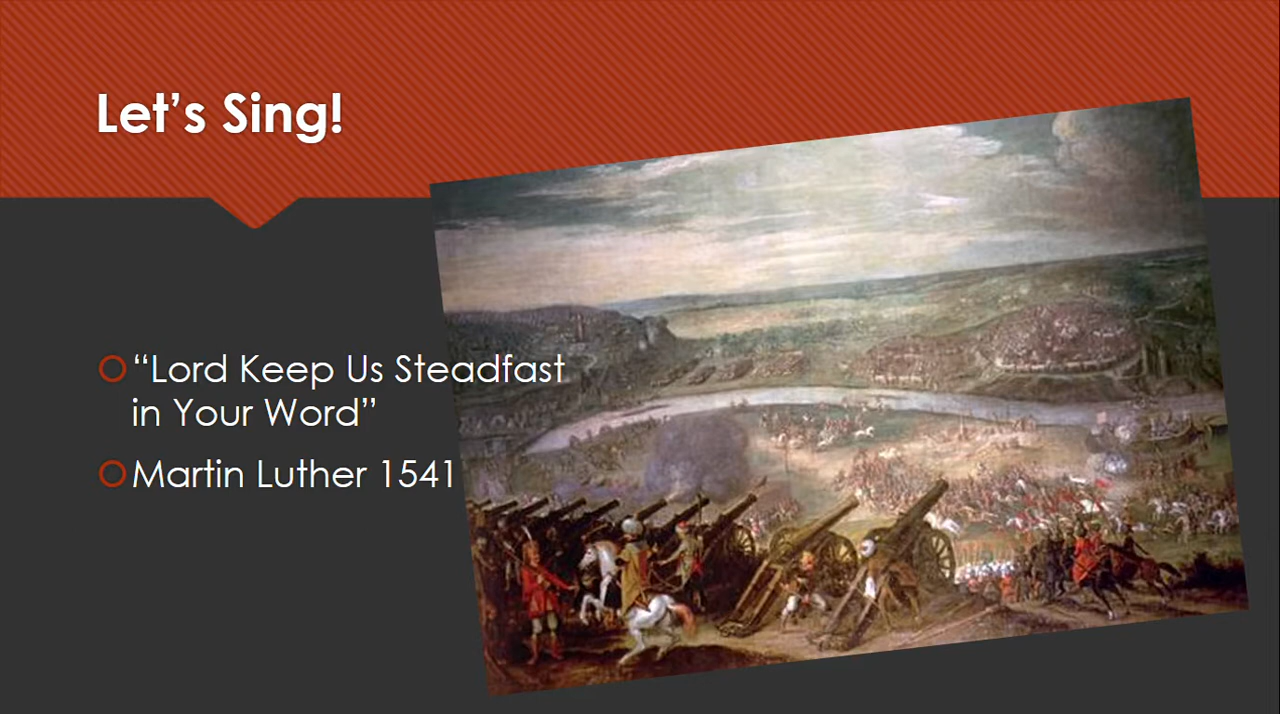 Let’s Sing!
“Lord Keep Us Steadfast
in Your Word”
Martin Luther 1541